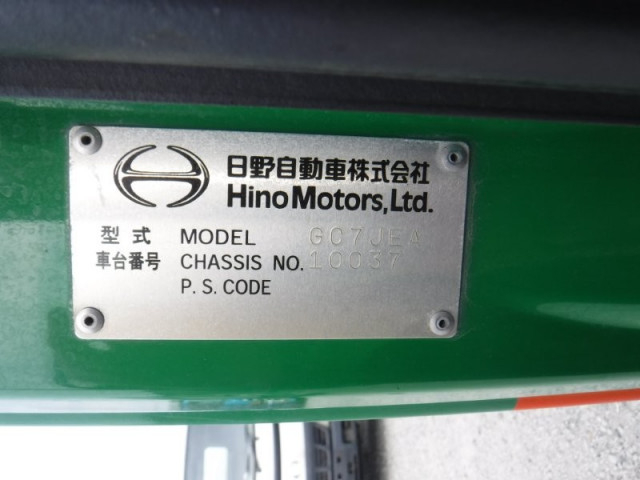 日野自動車株式会社
Hino Motors, Ltd.
型式 MODEL GC7JEA
車台番号 CHASSIS NO. 10037
P. S. CODE